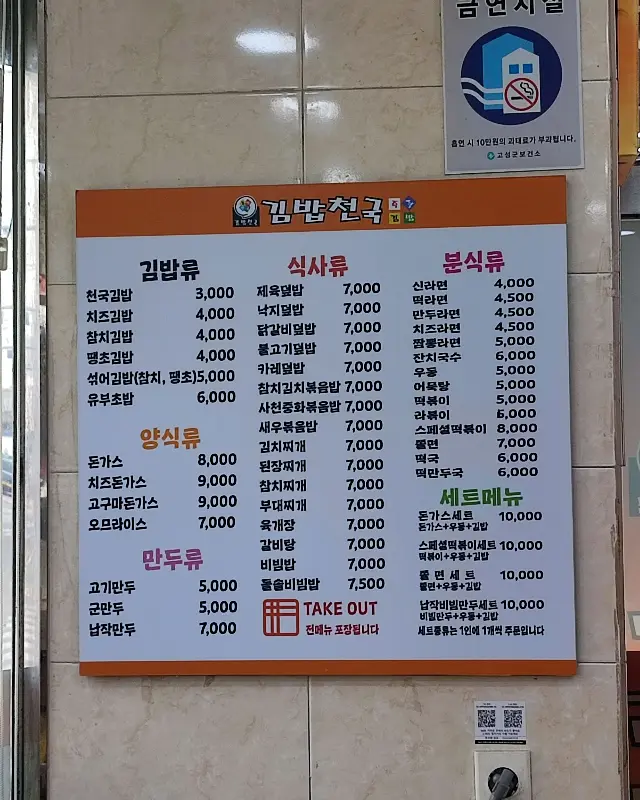 금연시설
흡연 시 10만원의 과태료가 부과됩니다.
고성군보건소
김밥천국
김밥류
천국김밥 3,000
치즈김밥 4,000
참치김밥 4,000
땡초김밥 4,000
섞어김밥(참치, 땡초)5,000
유부초밥 6,000
양식류
돈가스 8,000
치즈돈가스 9,000
고구마돈가스 9,000
오므라이스 7,000
만두류
고기만두 5,000
군만두 5,000
납작만두 7,000
식사류
제육덮밥 7,000
낙지덮밥 7,000
닭갈비덮밥 7,000
불고기덮밥 7,000
카레덮밥 7,000
참치김치볶음밥 7,000
사천중화볶음밥 7,000
새우볶음밥 7,000
김치찌개 7,000
된장찌개 7,000
참치찌개 7,000
부대찌개 7,000
육개장 7,000
갈비탕 7,000
비빔밥 7,000
돌솥비빔밥 7,500
TAKE OUT
전메뉴 포장됩니다
분식류
신라면 4,000
떡라면 4,500
만두라면 4,500
치즈라면 4,500
짬뽕라면 5,000
잔치국수 6,000
우동 5,000
어묵탕 5,000
떡볶이 5,000
라볶이 6,000
스페셜떡볶이 8,000
쫄면 7,000
떡국 6,000
떡만두국 6,000
세트메뉴
돈가스세트 10,000
돈가스+우동+김밥
스페셜떡볶이세트 10,000
떡볶이+우동+김밥
쫄면세트 10,000
쫄면+우동+김밥
납작비빔만두세트 10,000
비빔만두+우동+김밥
세트종류는 1인에 1개씩 주문입니다